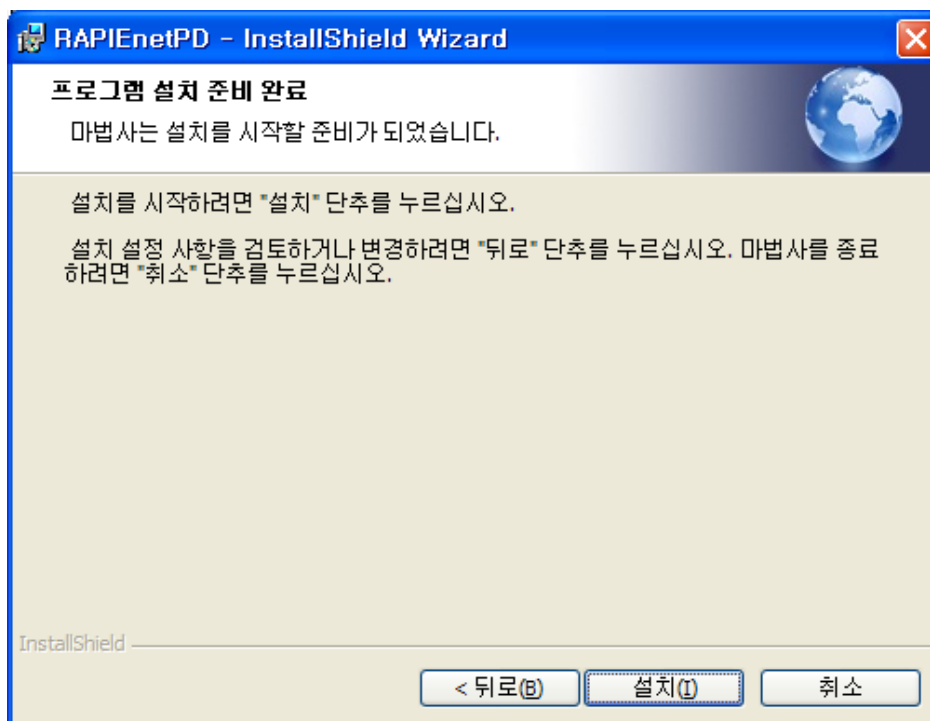 RAPIEnetPD - InstallShield Wizard
프로그램 설치 준비 완료
마법사는 설치를 시작할 준비가 되었습니다.
설치를 시작하려면 "설치" 단추를 누르십시오.
설치 설정 사항을 검토하거나 변경하려면 "뒤로" 단추를 누르십시오. 마법사를 종료
하려면 "취소" 단추를 누르십시오.
InstallShield
< 뒤로(B) 설치(I) 취소